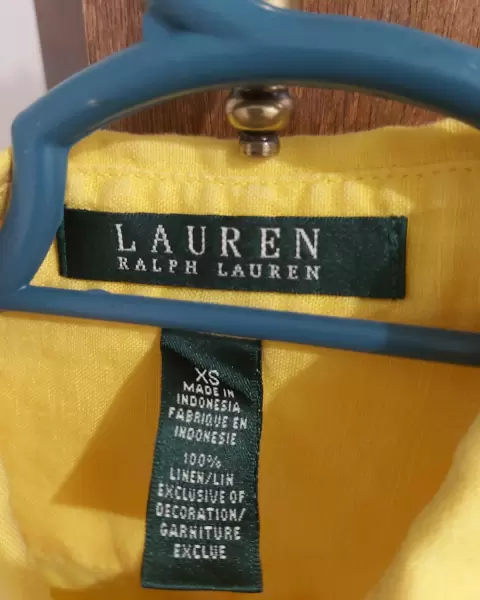 LAUREN
RALPH LAUREN
XS
MADE IN
INDONESIA
FABRIQUE EN
INDONESIE
100%
LINEN/LIN
EXCLUSIVE OF
DECORATION/
GARNITURE
EXCLUE